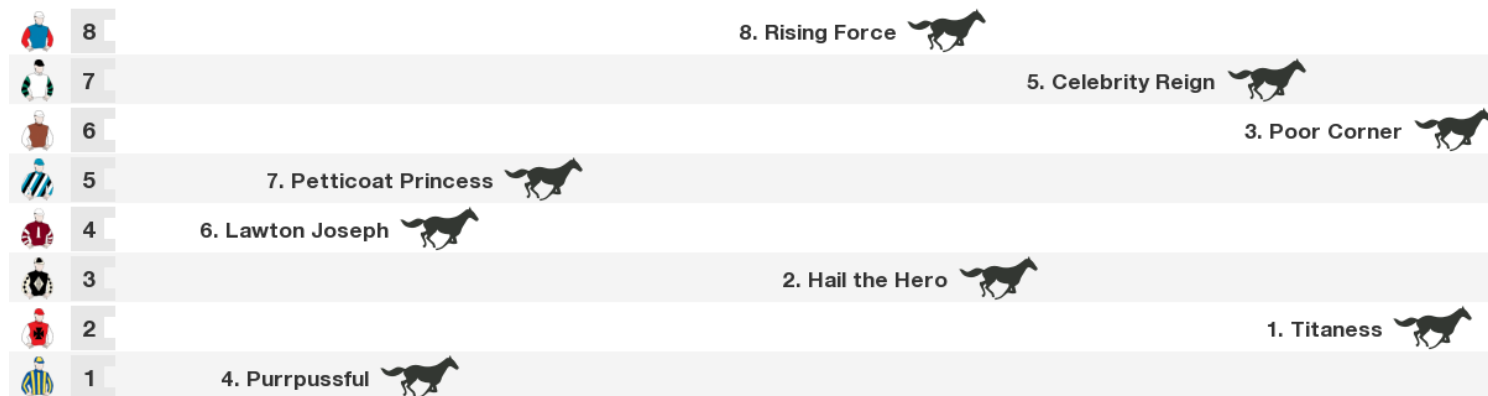 8 8. Rising Force
7 5. Celebrity Reign
6 3. Poor Corner
5 7. Petticoat Princess
4 6. Lawton Joseph
3 2. Hail the Hero
2 1. Titaness
1 4. Purrpussful